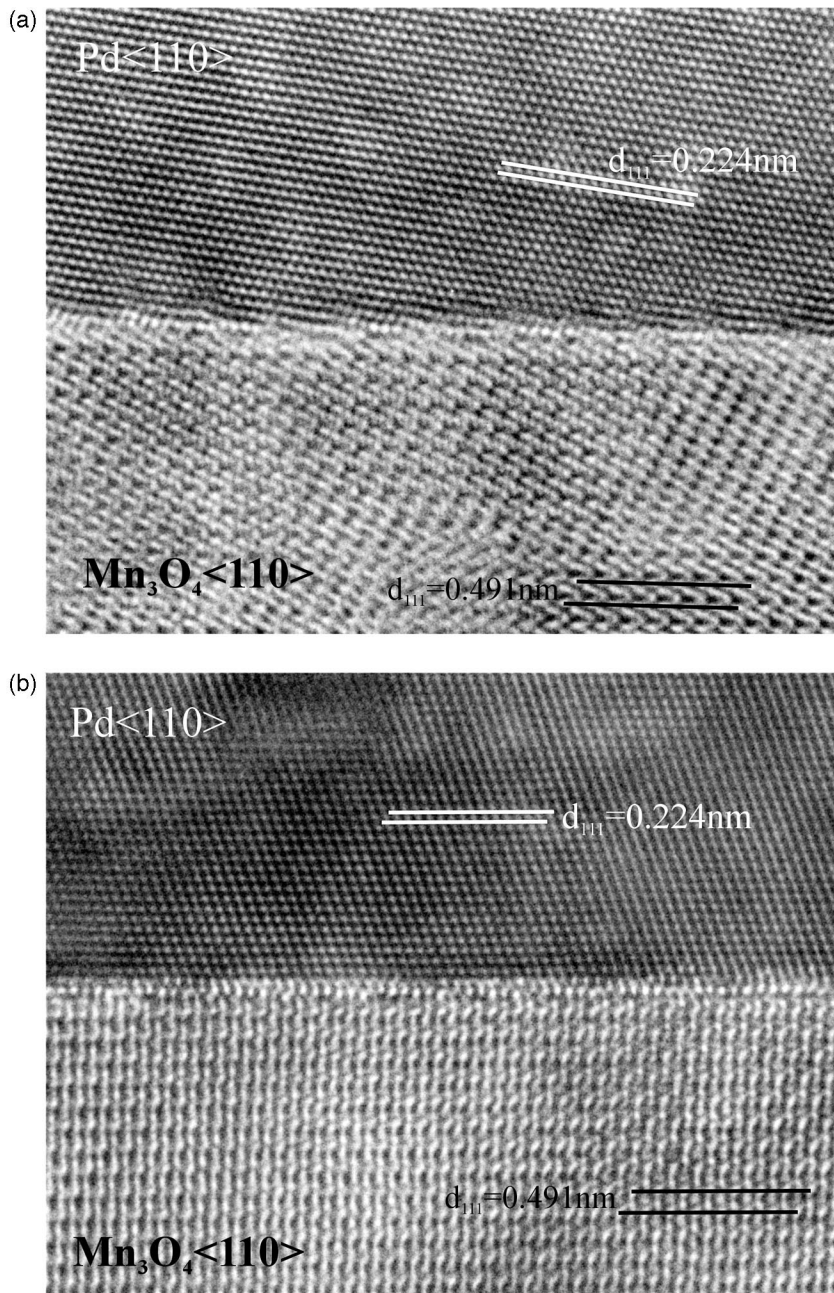 (a)
Pd<110>
d₁₁₁=0.224nm
Mn₃O₄<110>
d₁₁₁=0.491nm
(b)
Pd<110>
d₁₁₁=0.224nm
d₁₁₁=0.491nm
Mn₃O₄<110>